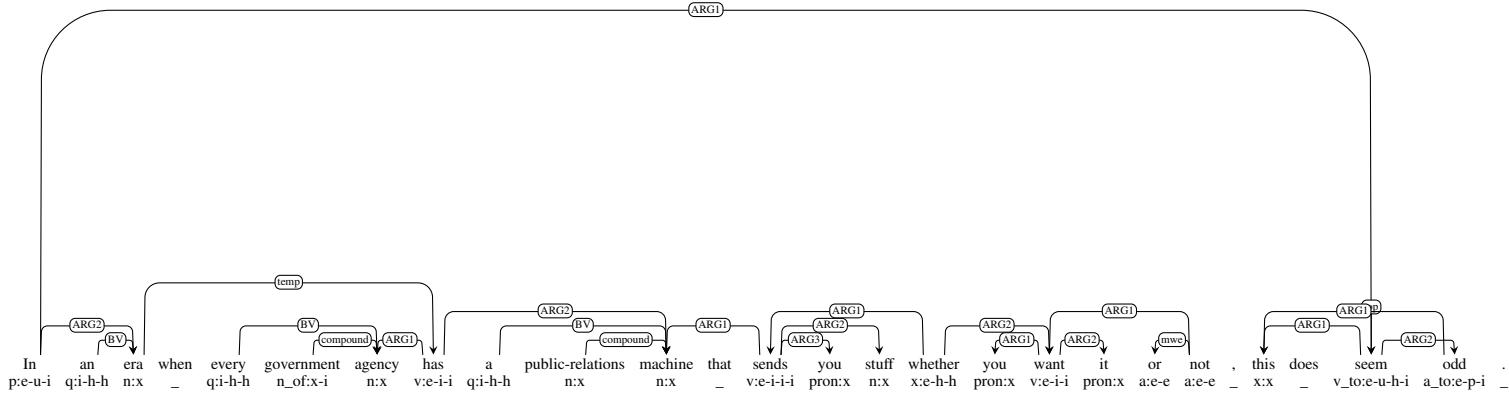 ARG1
temp
ARG2 ARG1 ARG1 ARG1
ARG2 BV BV ARG1 ARG2 ARG2 ARG1
BV compound ARG1 compound ARG3 ARG1 ARG2 mwe ARG2
In an era when every government agency has a public-relations machine that sends you stuff whether you want it or not , this does seem odd .
p:e-u-i q:i-h-h n:x _ q:i-h-h n_of:x-i n:x v:e-i-i q:i-h-h n:x n:x _ v:e-i-i-i pron:x n:x x:e-h-h pron:x v:e-i-i pron:x a:e-e a:e-e _ x:x _ v_to:e-u-h-i a_to:e-p-i _